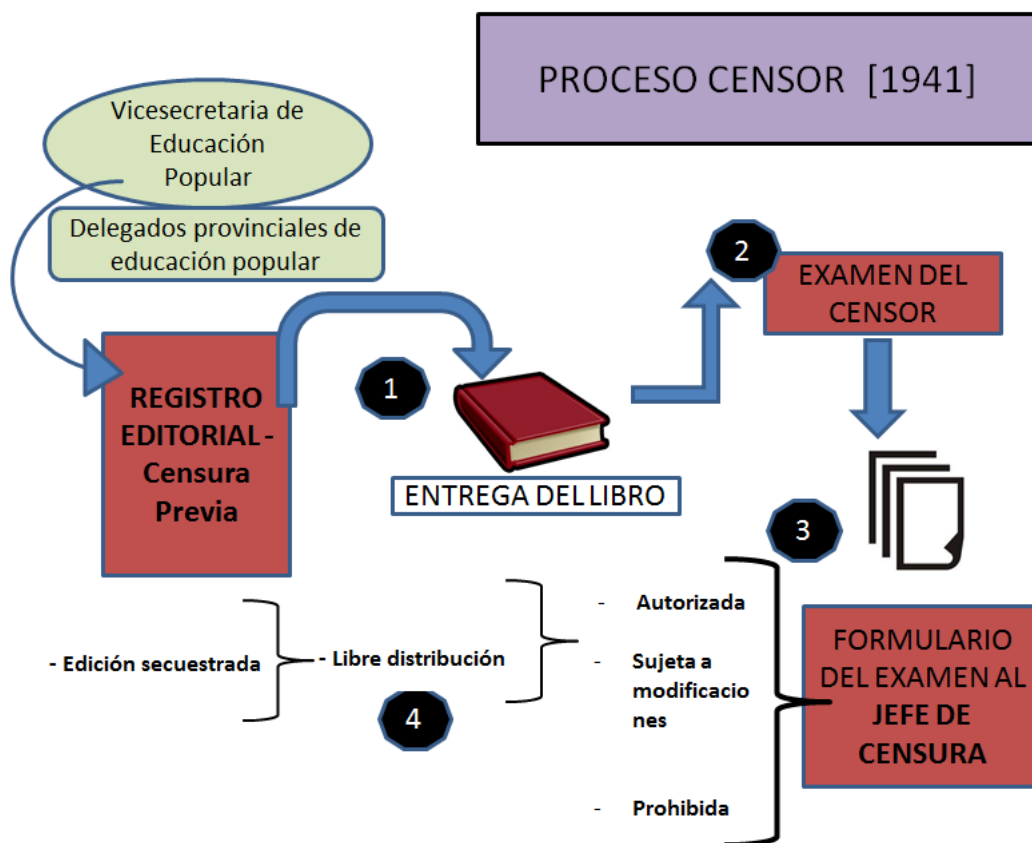 PROCESO CENSOR [1941]
Vicesecretaria de
Educación
Popular
Delegados provinciales de
educación popular
REGISTRO
EDITORIAL -
Censura
Previa
1
ENTREGA DEL LIBRO
2
EXAMEN DEL
CENSOR
3
FORMULARIO
DEL EXAMEN AL
JEFE DE
CENSURA
- Autorizada
- Sujeta a
modificacio
nes
- Prohibida
- Libre distribución
4
- Edición secuestrada